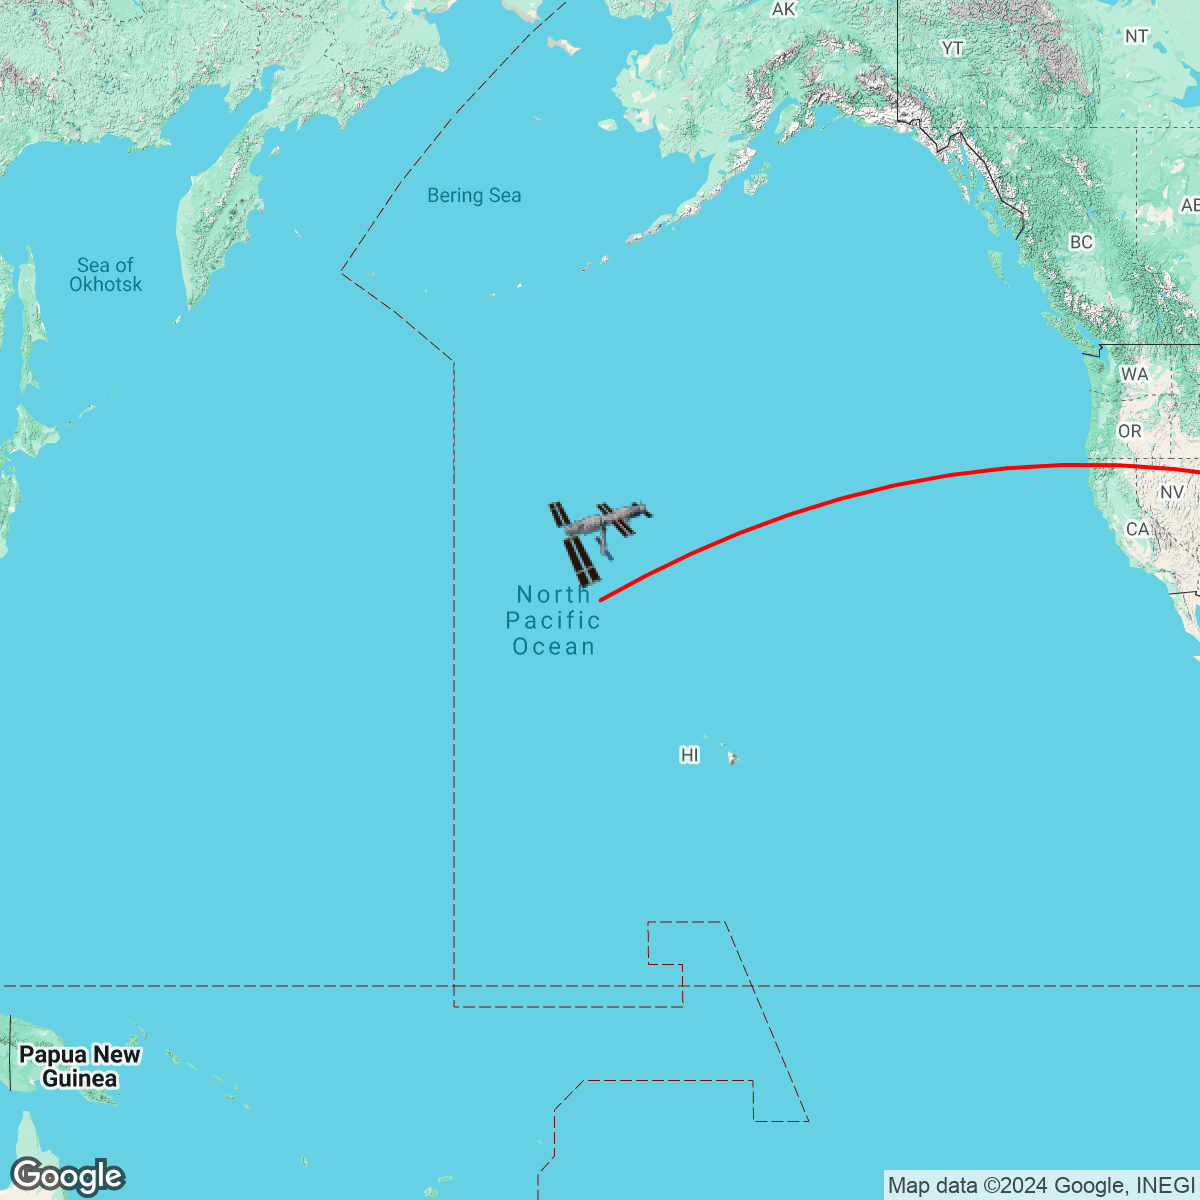 AK
YT
NT
Bering Sea
AB
BC
Sea of
Okhotsk
WA
OR
NV
CA
North
Pacific
Ocean
HI
Papua New
Guinea
Google
Map data ©2024 Google, INEGI